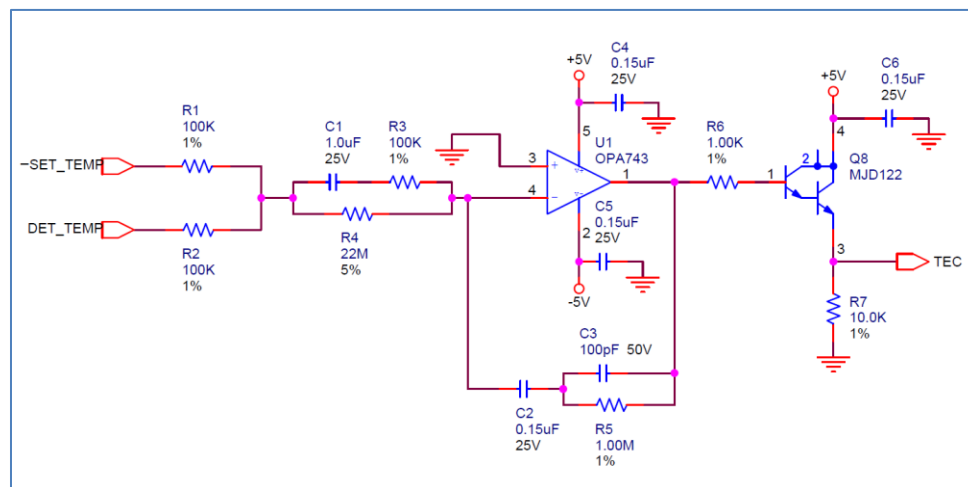 R1
100K
1%
-SET_TEMP
DET_TEMP
R2
100K
1%
C1
1.0uF
25V
R3
100K
1%
R4
22M
5%
+5V
C4
0.15uF
25V
5
U1
OPA743
3
+
4
-
1
V+
V-
C5
0.15uF
25V
2
-5V
C3
100pF 50V
C2
0.15uF
25V
R5
1.00M
1%
R6
1.00K
1%
+5V
C6
0.15uF
25V
4
2
1
Q8
MJD122
3
TEC
R7
10.0K
1%